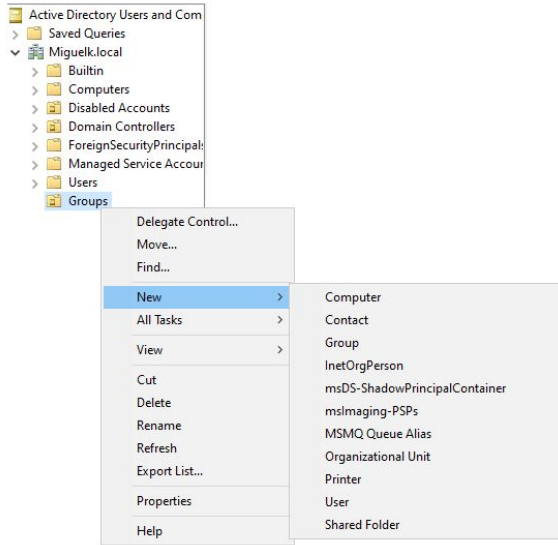 Active Directory Users and Com
Saved Queries
Miguelk.local
Builtin
Computers
Disabled Accounts
Domain Controllers
ForeignSecurityPrincipals
Managed Service Accour
Users
Groups
Delegate Control...
Move...
Find...
New
All Tasks
View
Cut
Delete
Rename
Refresh
Export List...
Properties
Help
Computer
Contact
Group
InetOrgPerson
msDS-ShadowPrincipalContainer
msImaging-PSPs
MSMQ Queue Alias
Organizational Unit
Printer
User
Shared Folder